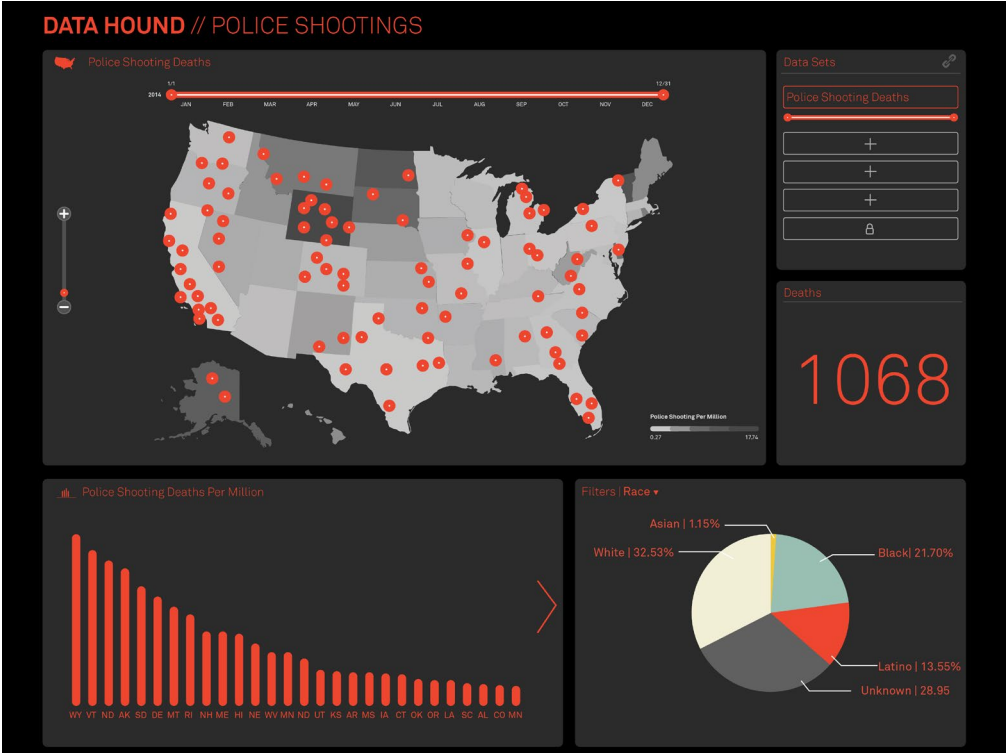 DATA HOUND // POLICE SHOOTINGS
Police Shooting Deaths
1/1
12/31
2014
JAN FEB MAR APR MAY JUN JUL AUG SEP OCT NOV DEC
Police Shooting Per Million
0.27 17.74
Data Sets
Police Shooting Deaths
Deaths
1068
Police Shooting Deaths Per Million
WY VT ND AK SD DE MT RI NH ME HI NE WV MN ND UT KS AR MS IA CT OK OR LA SC AL CO MN
Filters | Race
Asian | 1.15%
White | 32.53%
Black| 21.70%
Latino | 13.55%
Unknown | 28.95